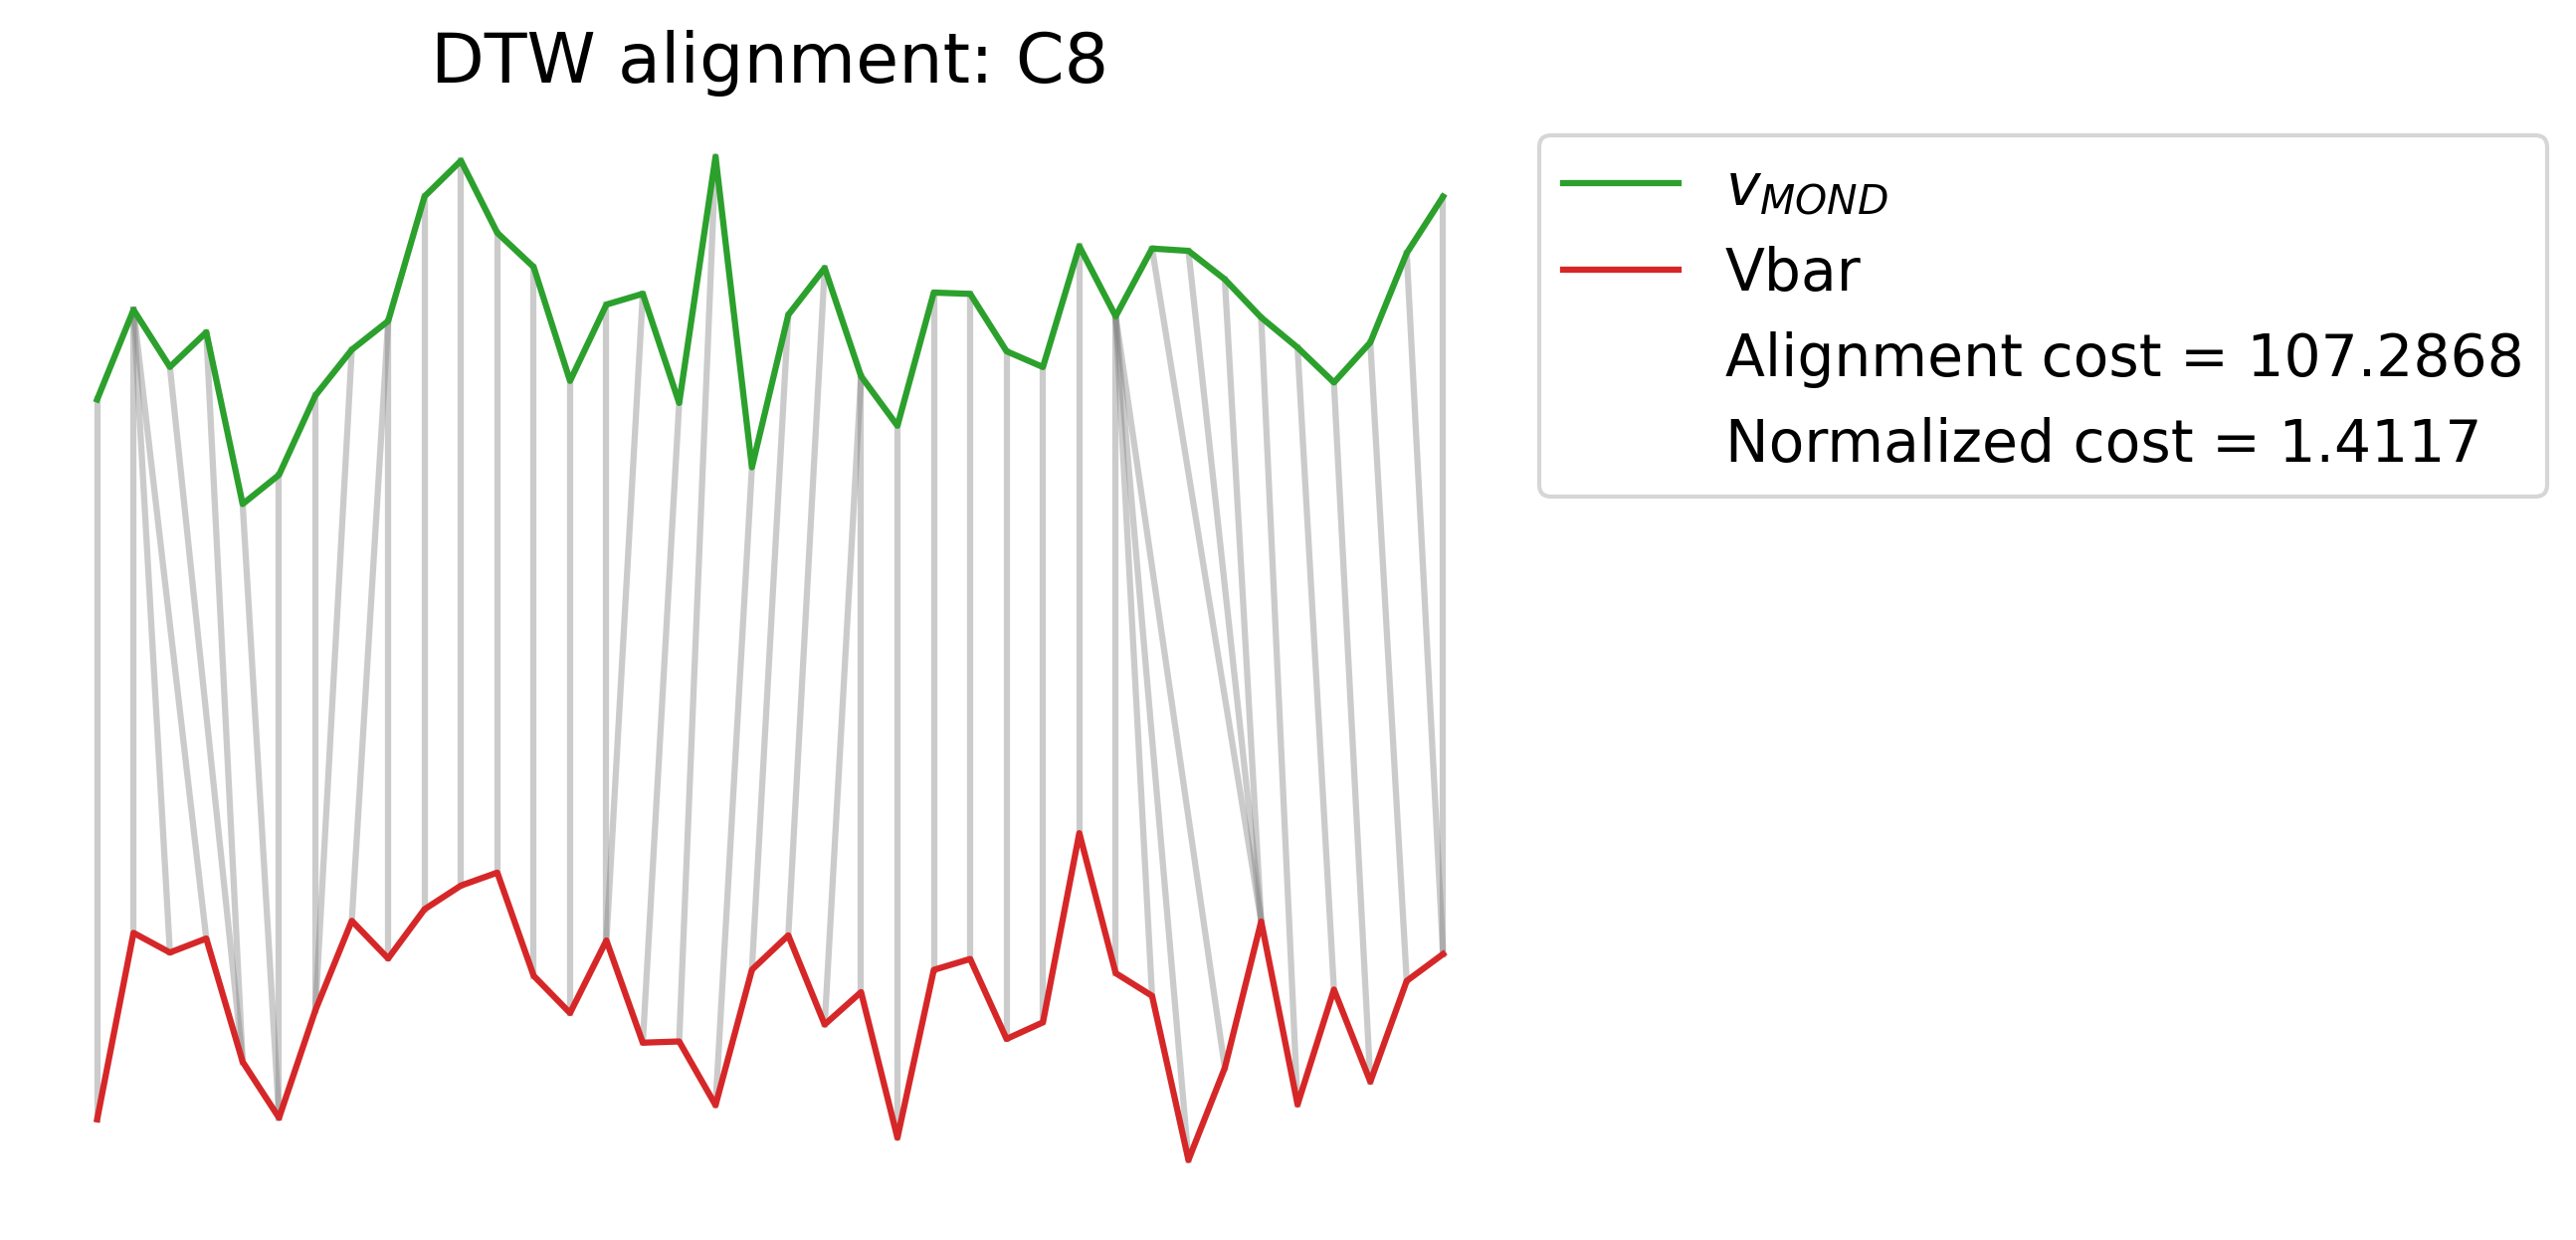 DTW alignment: C8
v_MOND
Vbar
Alignment cost = 107.2868
Normalized cost = 1.4117